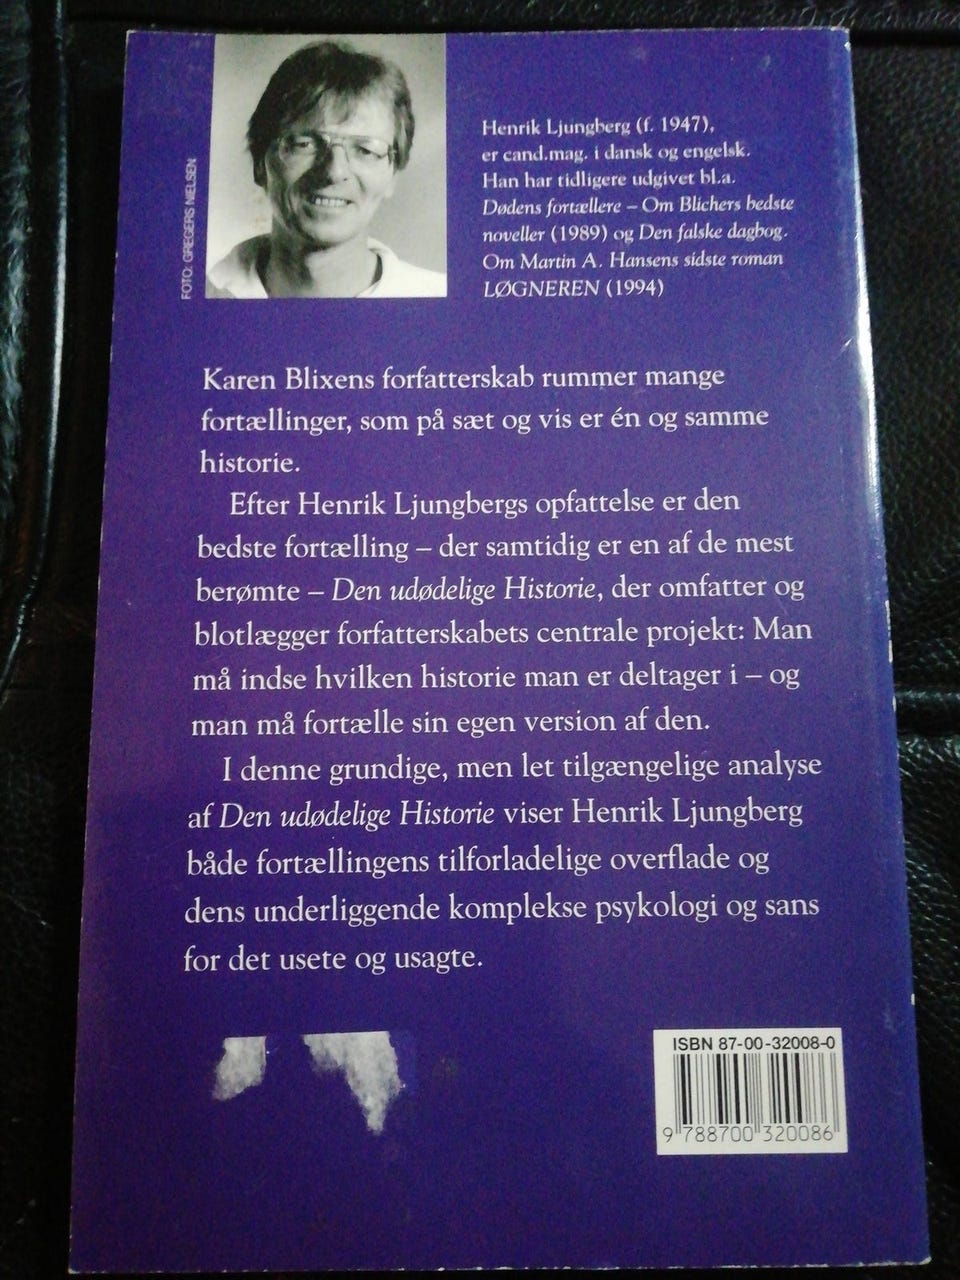 FOTO: GREGERS NIELSEN
Henrik Ljungberg (f. 1947),
er cand.mag. i dansk og engelsk.
Han har tidligere udgivet bl.a.
Dødens fortællere – Om Blichers bedste
noveller (1989) og Den falske dagbog.
Om Martin A. Hansens sidste roman
LØGNEREN (1994)
Karen Blixens forfatterskab rummer mange
fortællinger, som på sæt og vis er én og samme
historie.
Efter Henrik Ljungbergs opfattelse er den
bedste fortælling – der samtidig er en af de mest
berømte – Den udødelige Historie, der omfatter og
blotlægger forfatterskabets centrale projekt: Man
må indse hvilken historie man er deltager i – og
man må fortælle sin egen version af den.
I denne grundige, men let tilgængelige analyse
af Den udødelige Historie viser Henrik Ljungberg
både fortællingens tilforladelige overflade og
dens underliggende komplekse psykologi og sans
for det usete og usagte.
ISBN 87-00-32008-0
9 788700 320086